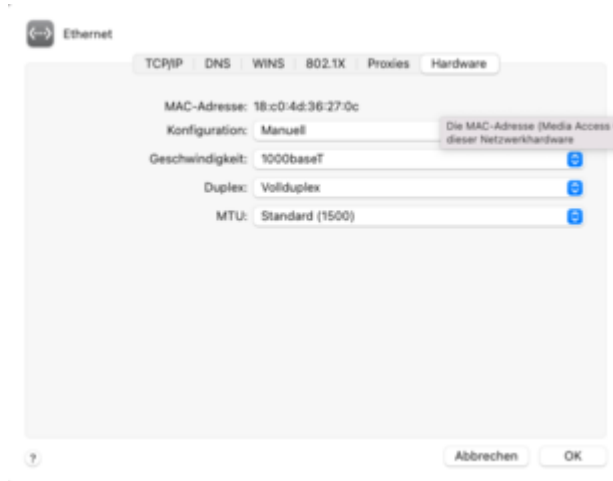 Ethernet
TCP/IP DNS WINS 802.1X Proxies Hardware
MAC-Adresse: 18:c0:4d:36:27:0c
Konfiguration: Manuell
Die MAC-Adresse (Media Access
dieser Netzwerkhardware
Geschwindigkeit: 1000baseT
Duplex: Vollduplex
MTU: Standard (1500)
? Abbrechen OK